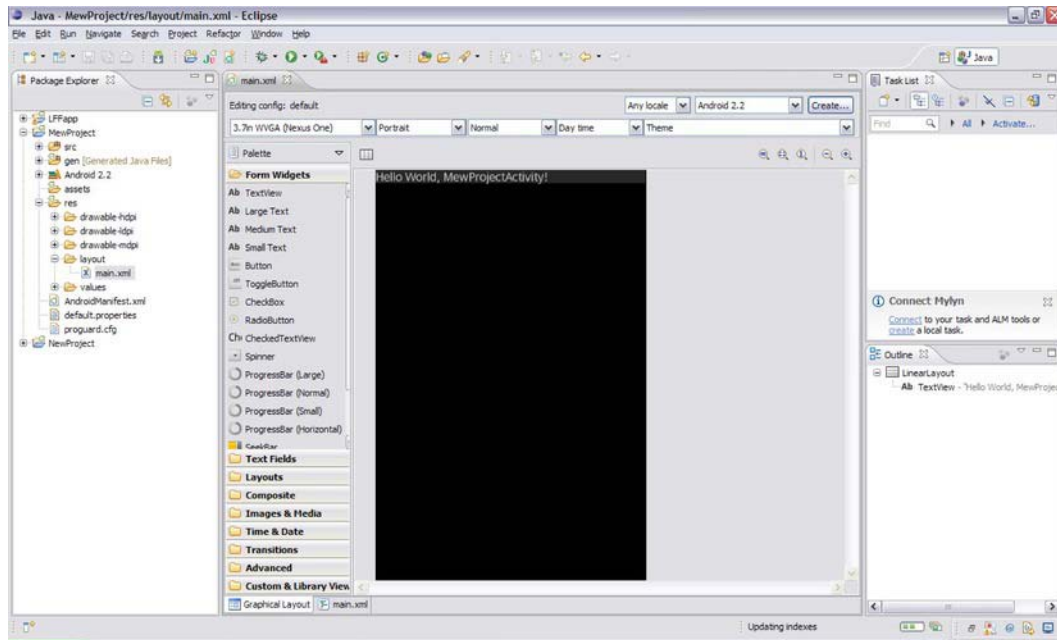 Java - MewProject/res/layout/main.xml - Eclipse
File Edit Run Navigate Search Project Refactor Window Help
Java
Package Explorer
LFFapp
MewProject
src
gen [Generated Java Files]
Android 2.2
assets
res
drawable-hdpi
drawable-ldpi
drawable-mdpi
layout
main.xml
values
AndroidManifest.xml
default.properties
proguard.cfg
NewProject
main.xml
Editing config: default
Any locale
Android 2.2
Create...
3.7in WVGA (Nexus One)
Portrait
Normal
Day time
Theme
Palette
Form Widgets
Ab TextView
Ab Large Text
Ab Medium Text
Ab Small Text
Button
ToggleButton
CheckBox
RadioButton
CheckedTextView
Spinner
ProgressBar (Large)
ProgressBar (Normal)
ProgressBar (Small)
ProgressBar (Horizontal)
SeekBar
Text Fields
Layouts
Composite
Images & Media
Time & Date
Transitions
Advanced
Custom & Library View
Graphical Layout
main.xml
Hello World, MewProjectActivity!
Task List
Find
All
Activate...
Connect Mylyn
Connect to your task and ALM tools or
create a local task.
Outline
LinearLayout
Ab TextView - "Hello World, MewProje
Updating indexes